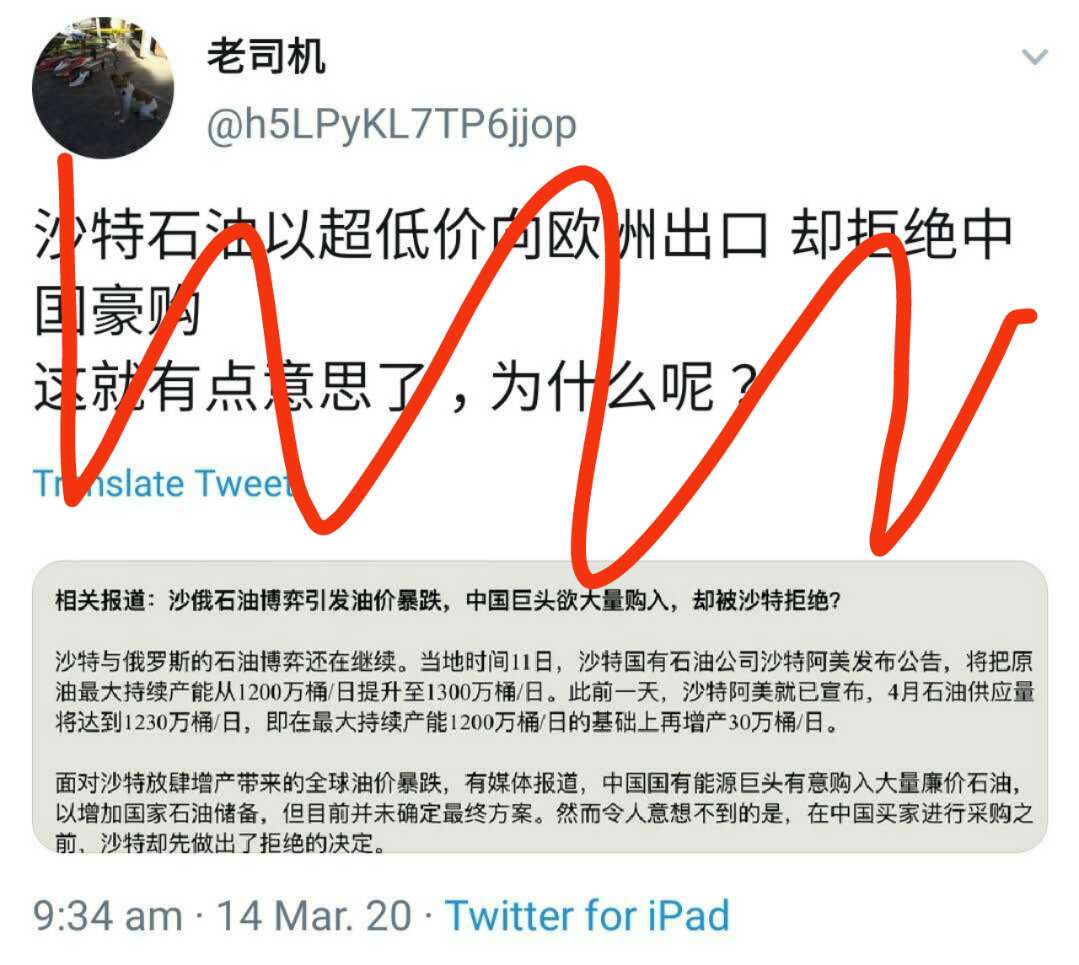 老司机
@h5LPyKL7TP6jjop
沙特石油以超低价向欧洲出口 却拒绝中
国豪购
这就有点意思了，为什么呢？
Translate Tweet
相关报道：沙俄石油博弈引发油价暴跌，中国巨头欲大量购入，却被沙特拒绝?
沙特与俄罗斯的石油博弈还在继续。当地时间11日，沙特国有石油公司沙特阿美发布公告，将把原
油最大持续产能从1200万桶/日提升至1300万桶/日。此前一天，沙特阿美就已宣布，4月石油供应量
将达到1230万桶/日，即在最大持续产能1200万桶/日的基础上再增产30万桶/日。
面对沙特放肆增产带来的全球油价暴跌，有媒体报道，中国国有能源巨头有意购入大量廉价石油，
以增加国家石油储备，但目前并未确定最终方案。然而令人意想不到的是，在中国买家进行采购之
前，沙特却先做出了拒绝的决定。
9:34 am · 14 Mar. 20 · Twitter for iPad